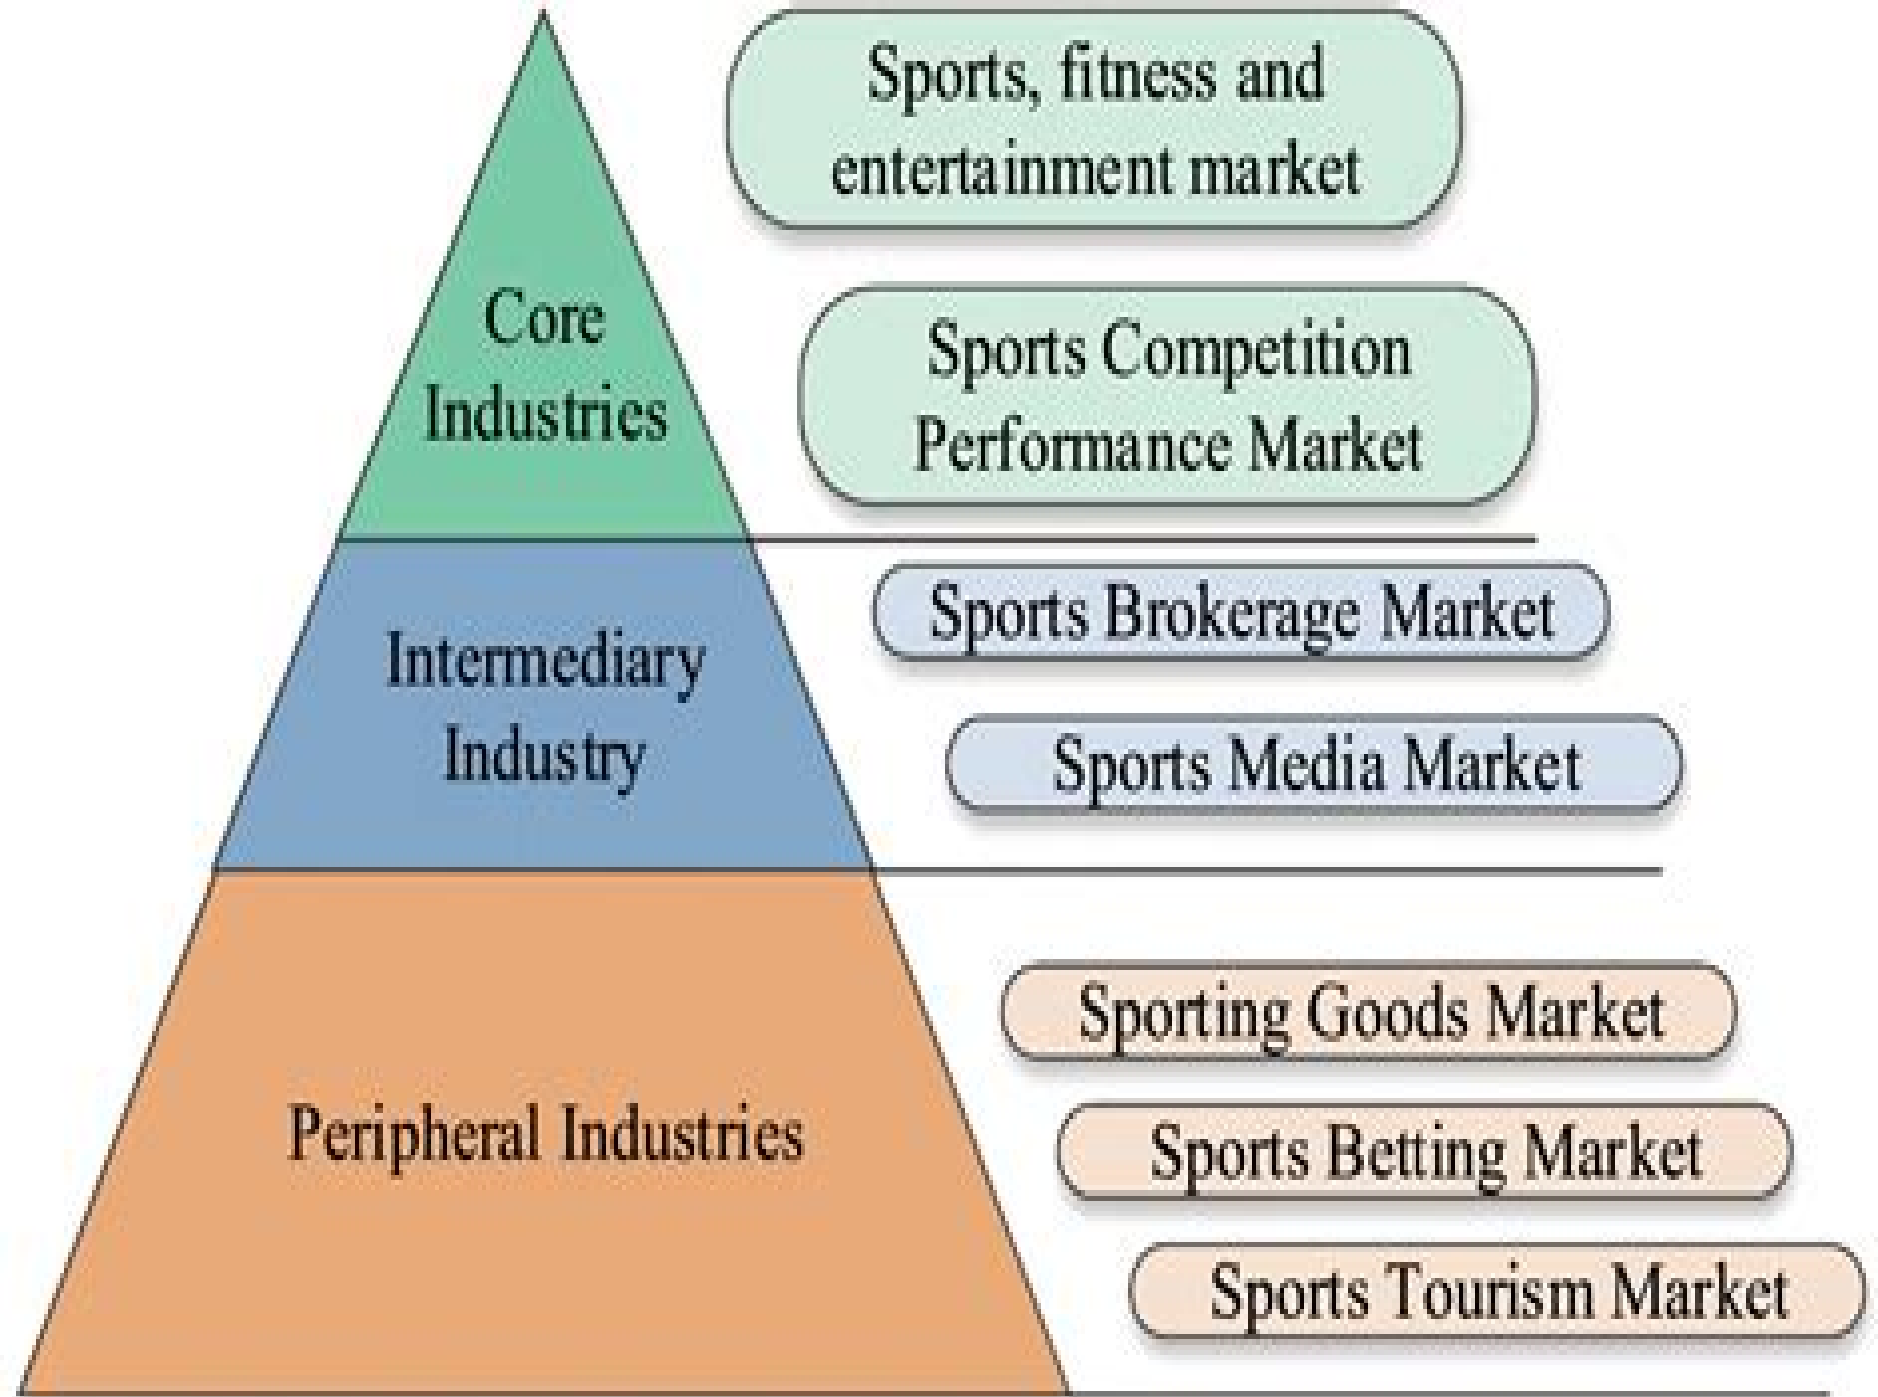 Sports, fitness and
entertainment market
Core
Industries
Sports Competition
Performance Market
Intermediary
Industry
Sports Brokerage Market
Sports Media Market
Peripheral Industries
Sporting Goods Market
Sports Betting Market
Sports Tourism Market